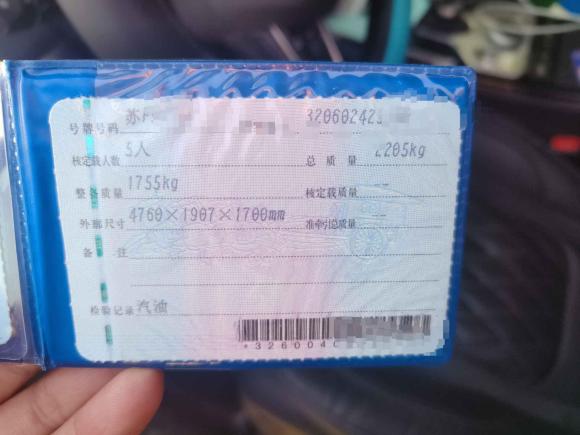 号牌号码 苏F 320602423
核定载人数 5人 总质量 2205kg
整备质量 1755kg 核定载质量 --
外廓尺寸 4760×1907×1700mm 准牵引总质量 --
备注
检验记录 汽油
*3260040